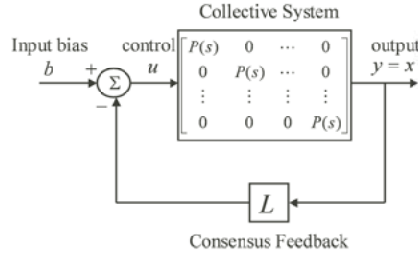 Collective System
Input bias
b
+
−
Σ
control
u
P(s) 0 ⋯ 0
0 P(s) ⋯ 0
⋮ ⋮ ⋮ ⋮
0 0 0 P(s)
output
y = x
L
Consensus Feedback